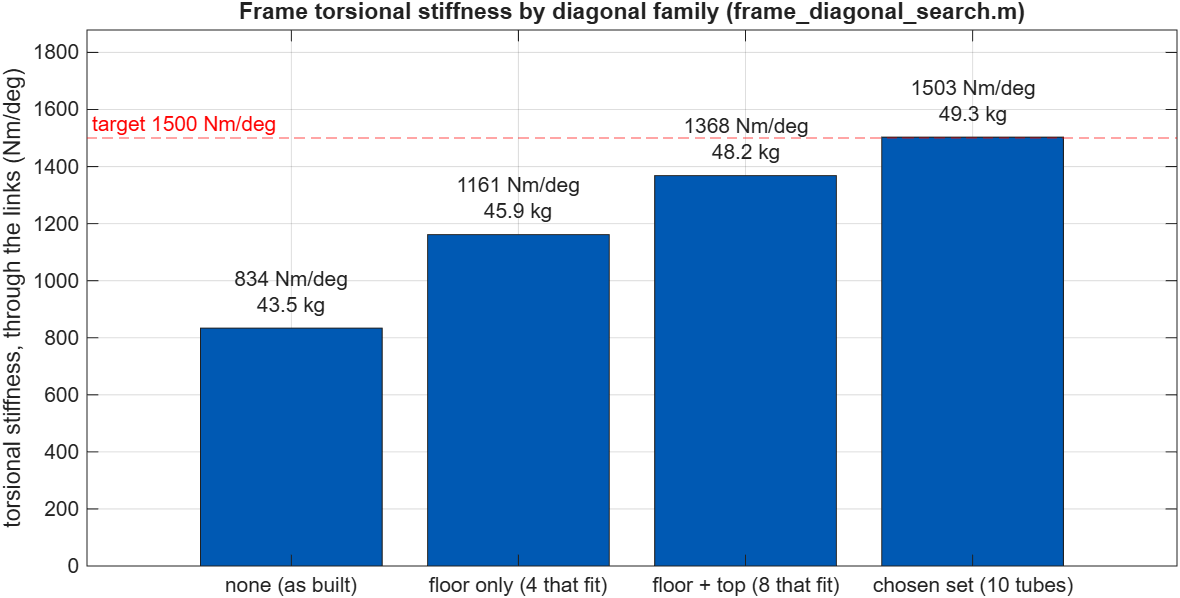 Frame torsional stiffness by diagonal family (frame_diagonal_search.m)
torsional stiffness, through the links (Nm/deg)
1800
1600
1400
1200
1000
800
600
400
200
0
target 1500 Nm/deg
834 Nm/deg
43.5 kg
1161 Nm/deg
45.9 kg
1368 Nm/deg
48.2 kg
1503 Nm/deg
49.3 kg
none (as built)
floor only (4 that fit)
floor + top (8 that fit)
chosen set (10 tubes)